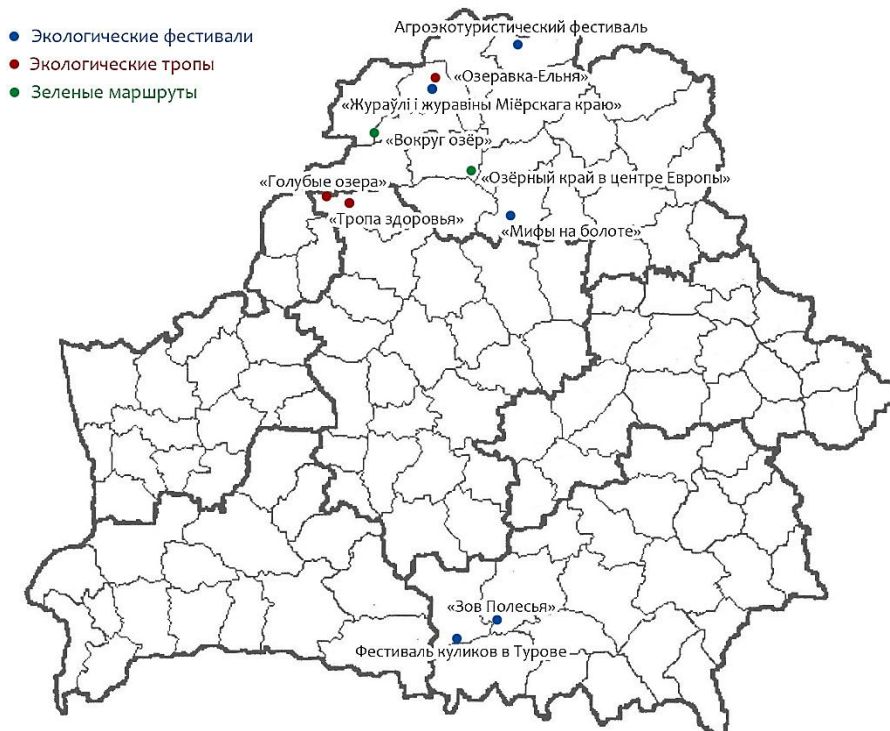 Агроэкотуристический фестиваль
Экологические фестивали
Экологические тропы
Зеленые маршруты
«Озеравка-Ельня»
«Жураўлі і журавіны Міёрскага краю»
«Вокруг озёр»
«Озёрный край в центре Европы»
«Голубые озера»
«Тропа здоровья»
«Мифы на болоте»
«Зов Полесья»
Фестиваль куликов в Турове